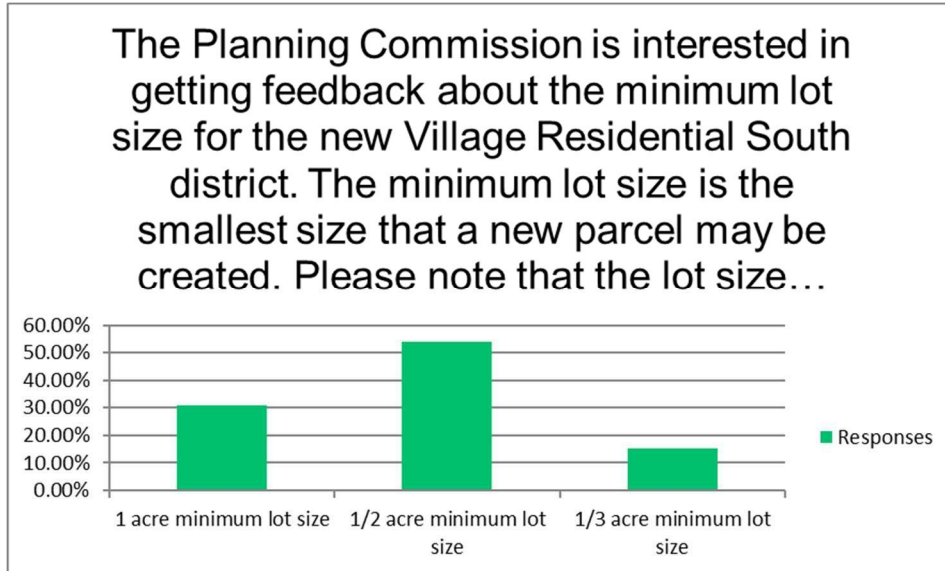 The Planning Commission is interested in
getting feedback about the minimum lot
size for the new Village Residential South
district. The minimum lot size is the
smallest size that a new parcel may be
created. Please note that the lot size…
60.00%
50.00%
40.00%
30.00%
20.00%
10.00%
0.00%
1 acre minimum lot size
1/2 acre minimum lot
size
1/3 acre minimum lot
size
Responses